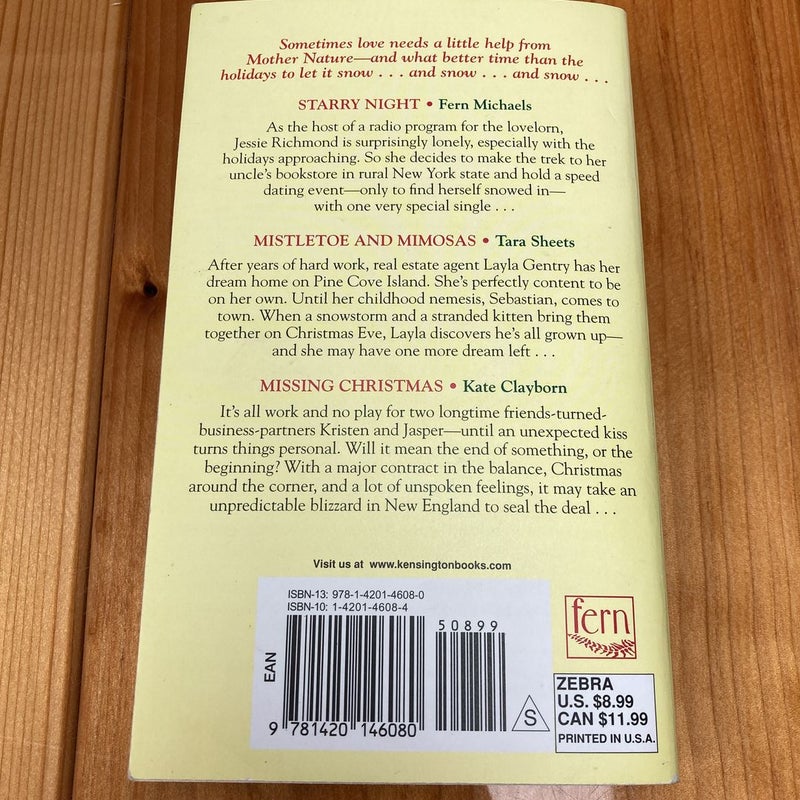 Sometimes love needs a little help from
Mother Nature—and what better time than the
holidays to let it snow . . . and snow . . . and snow . . .
STARRY NIGHT • Fern Michaels
As the host of a radio program for the lovelorn,
Jessie Richmond is surprisingly lonely, especially with the
holidays approaching. So she decides to make the trek to her
uncle's bookstore in rural New York state and hold a speed
dating event—only to find herself snowed in—
with one very special single . . .
MISTLETOE AND MIMOSAS • Tara Sheets
After years of hard work, real estate agent Layla Gentry has her
dream home on Pine Cove Island. She's perfectly content to be
on her own. Until her childhood nemesis, Sebastian, comes to
town. When a snowstorm and a stranded kitten bring them
together on Christmas Eve, Layla discovers he's all grown up—
and she may have one more dream left . . .
MISSING CHRISTMAS • Kate Clayborn
It's all work and no play for two longtime friends-turned-
business-partners Kristen and Jasper—until an unexpected kiss
turns things personal. Will it mean the end of something, or the
beginning? With a major contract in the balance, Christmas
around the corner, and a lot of unspoken feelings, it may take an
unpredictable blizzard in New England to seal the deal . . .
Visit us at www.kensingtonbooks.com
ISBN-13: 978-1-4201-4608-0
ISBN-10: 1-4201-4608-4
50899
EAN
9 781420 146080
S
fern
ZEBRA
U.S. $8.99
CAN $11.99
PRINTED IN U.S.A.